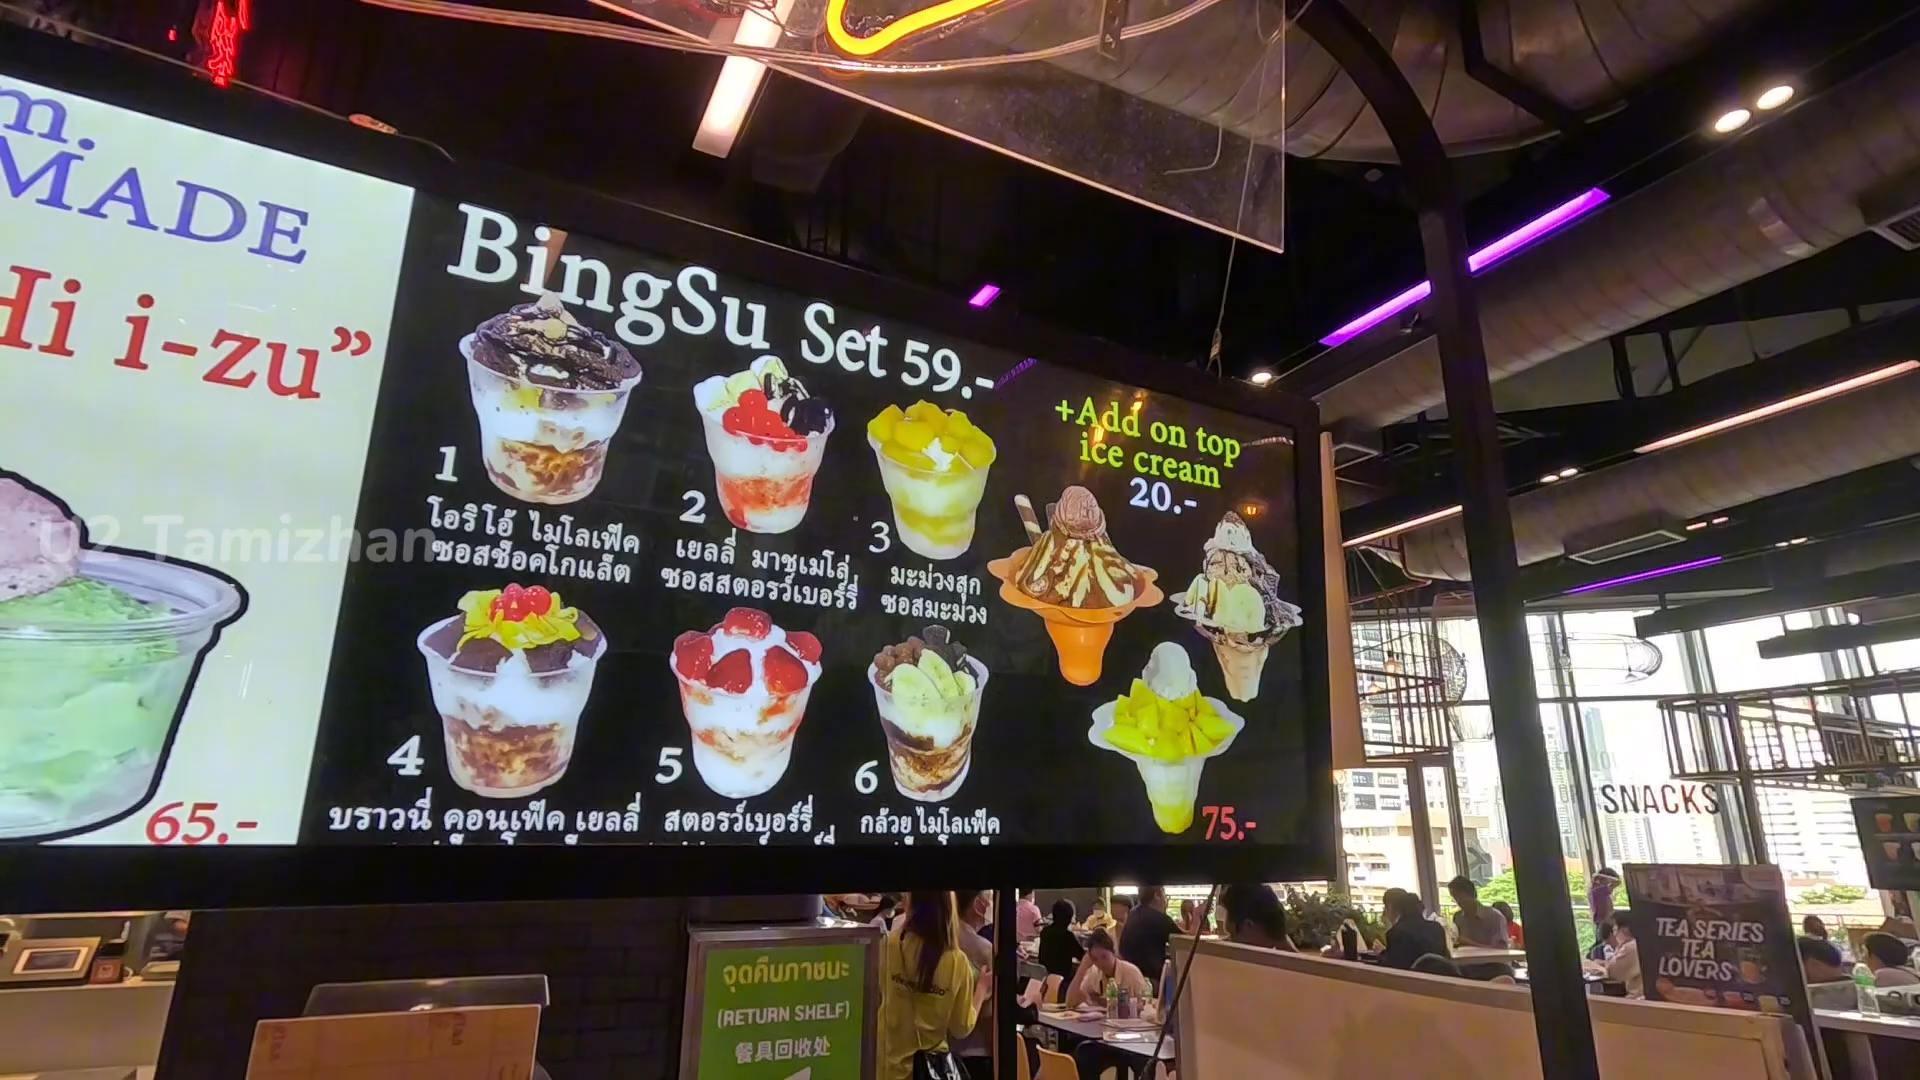 m.
MADE
Hi i-zu”
65.-
BingSu Set 59.-
1
โอริโอ้ ไมโลเฟ็ค
ซอสช็อคโกแล็ต
2
เยลลี่ มาชเมโล่
ซอสสตอรว์เบอร์รี่
3
มะม่วงสุก
ซอสมะม่วง
4
บราวนี่ คอนเฟ็ค เยลลี่
5
สตอรว์เบอร์รี่
6
กล้วย ไมโลเฟ็ค
+Add on top
ice cream
20.-
75.-
U2 Tamizhan
SNACKS
TEA SERIES
TEA
LOVERS
จุดคืนภาชนะ
(RETURN SHELF)
餐具回收处